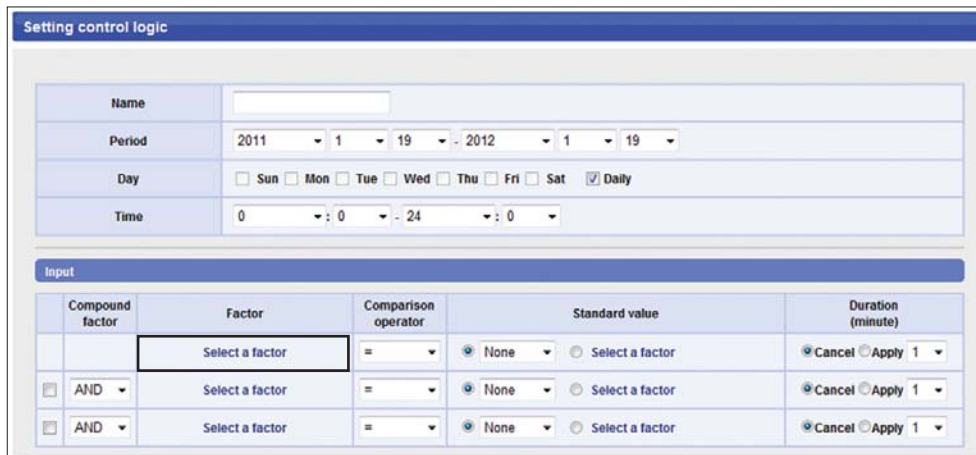 Setting control logic
Name
Period 2011 1 19 - 2012 1 19
Day Sun Mon Tue Wed Thu Fri Sat Daily
Time 0 : 0 - 24 : 0
Input
Compound factor Factor Comparison operator Standard value Duration (minute)
Select a factor = None Select a factor Cancel Apply 1
AND Select a factor = None Select a factor Cancel Apply 1
AND Select a factor = None Select a factor Cancel Apply 1